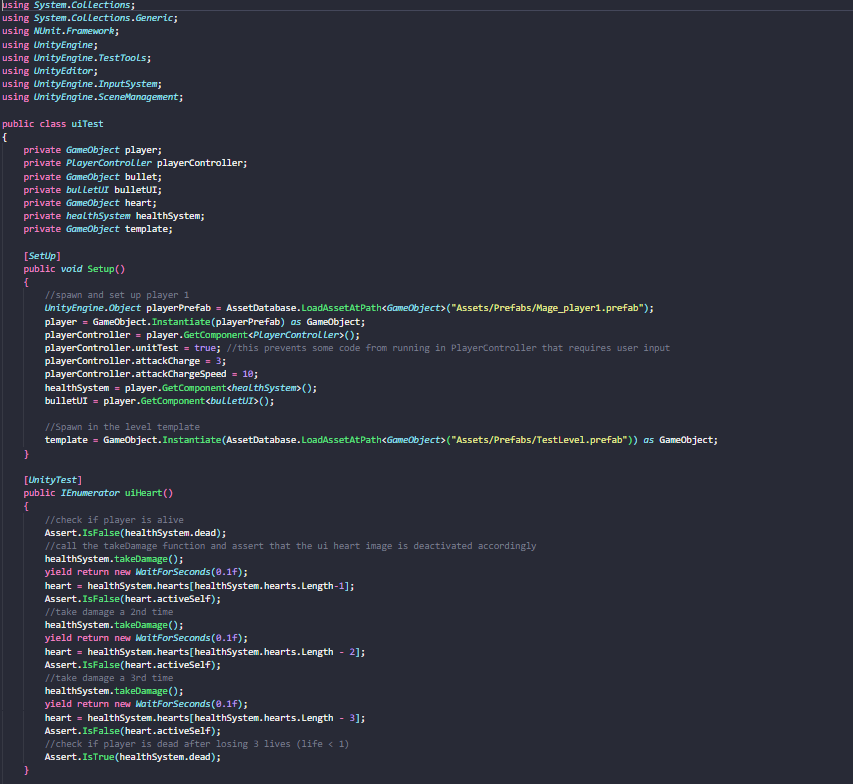 using System.Collections;
using System.Collections.Generic;
using NUnit.Framework;
using UnityEngine;
using UnityEngine.TestTools;
using UnityEditor;
using UnityEngine.InputSystem;
using UnityEngine.SceneManagement;
public class uiTest
{
private GameObject player;
private PlayerController playerController;
private GameObject bullet;
private bulletUI bulletUI;
private GameObject heart;
private healthSystem healthSystem;
private GameObject template;
[SetUp]
public void Setup()
{
//spawn and set up player 1
UnityEngine.Object playerPrefab = AssetDatabase.LoadAssetAtPath<GameObject>("Assets/Prefabs/Mage_player1.prefab");
player = GameObject.Instantiate(playerPrefab) as GameObject;
playerController = player.GetComponent<PlayerController>();
playerController.unitTest = true; //this prevents some code from running in PlayerController that requires user input
playerController.attackCharge = 3;
playerController.attackChargeSpeed = 10;
healthSystem = player.GetComponent<healthSystem>();
bulletUI = player.GetComponent<bulletUI>();
//Spawn in the level template
template = GameObject.Instantiate(AssetDatabase.LoadAssetAtPath<GameObject>("Assets/Prefabs/TestLevel.prefab")) as GameObject;
}
[UnityTest]
public IEnumerator uiHeart()
{
//check if player is alive
Assert.IsFalse(healthSystem.dead);
//call the takeDamage function and assert that the ui heart image is deactivated accordingly
healthSystem.takeDamage();
yield return new WaitForSeconds(0.1f);
heart = healthSystem.hearts[healthSystem.hearts.Length-1];
Assert.IsFalse(heart.activeSelf);
//take damage a 2nd time
healthSystem.takeDamage();
yield return new WaitForSeconds(0.1f);
heart = healthSystem.hearts[healthSystem.hearts.Length - 2];
Assert.IsFalse(heart.activeSelf);
//take damage a 3rd time
healthSystem.takeDamage();
yield return new WaitForSeconds(0.1f);
heart = healthSystem.hearts[healthSystem.hearts.Length - 3];
Assert.IsFalse(heart.activeSelf);
//check if player is dead after losing 3 lives (life < 1)
Assert.IsTrue(healthSystem.dead);
}